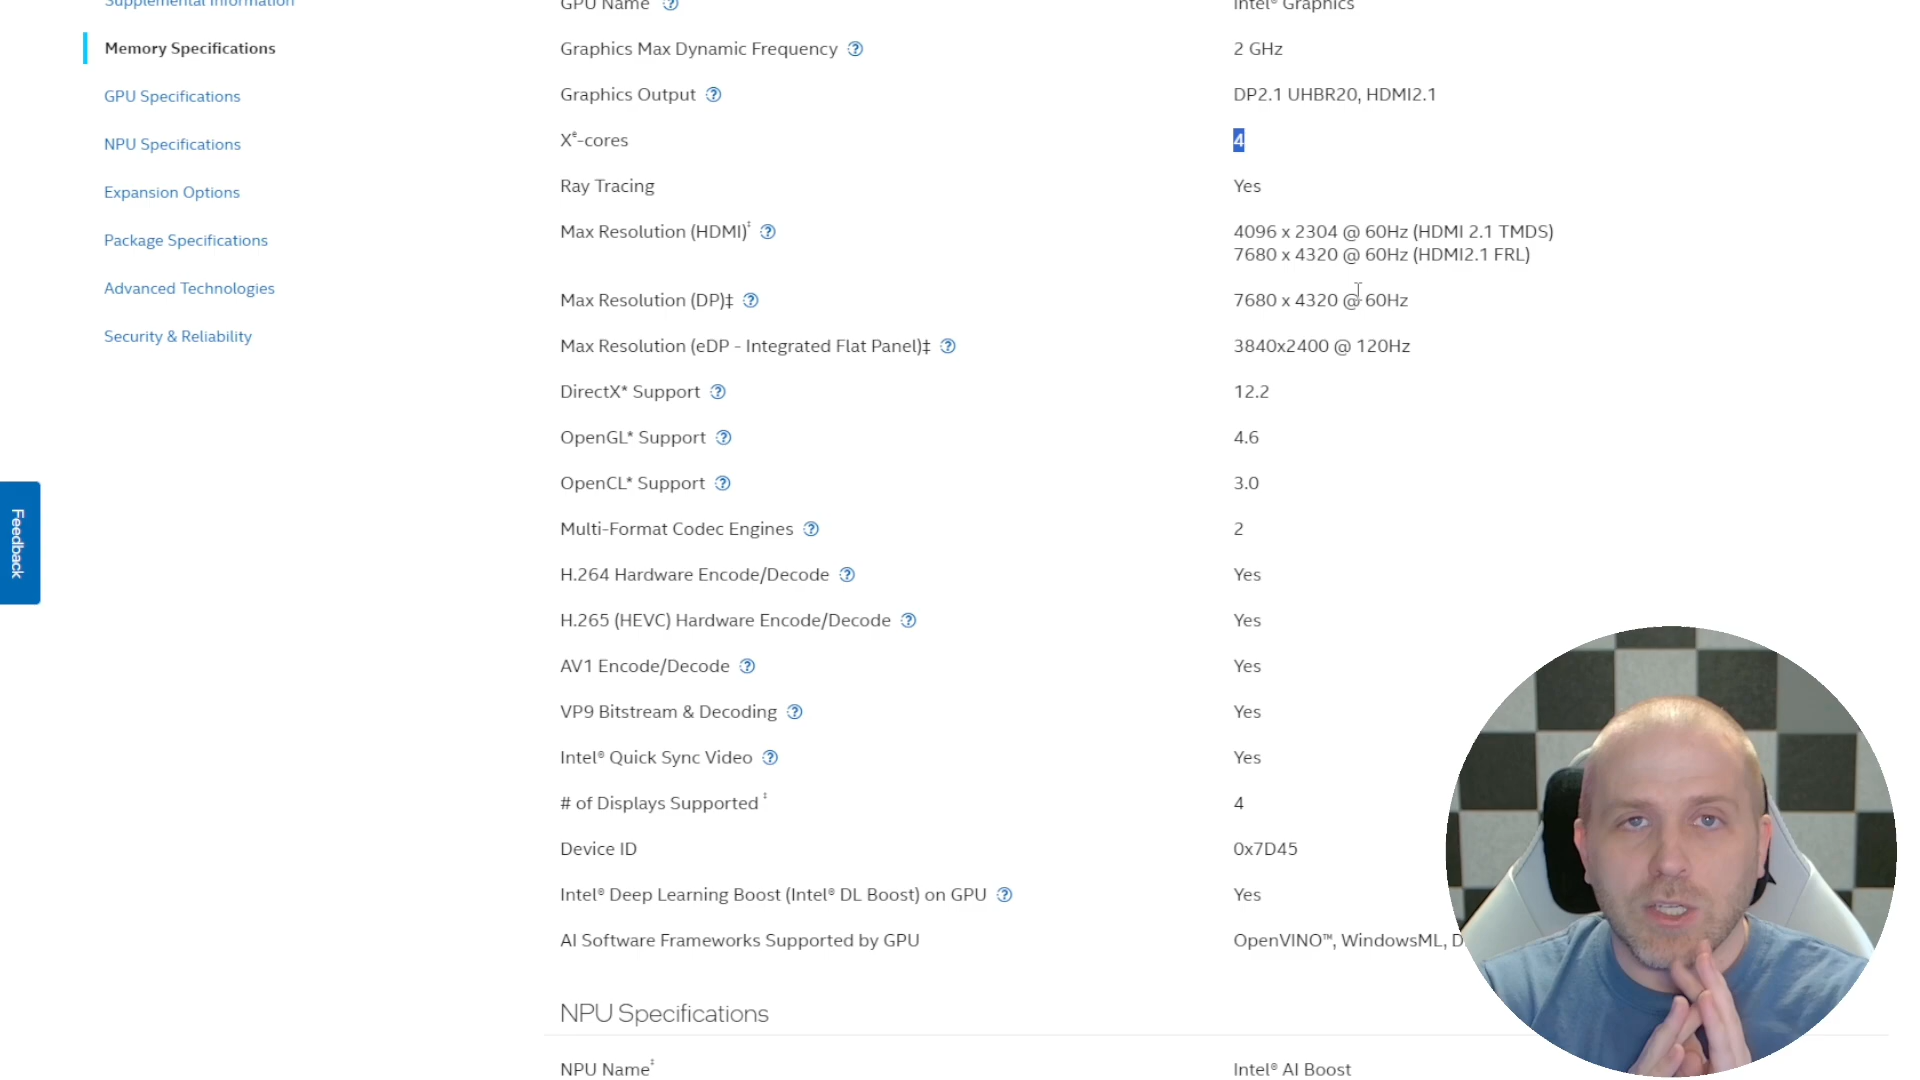 Supplemental Information
Memory Specifications
GPU Specifications
NPU Specifications
Expansion Options
Package Specifications
Advanced Technologies
Security & Reliability
Feedback
GPU Name Intel® Graphics
Graphics Max Dynamic Frequency 2 GHz
Graphics Output DP2.1 UHBR20, HDMI2.1
Xᵉ-cores 4
Ray Tracing Yes
Max Resolution (HDMI)‡ 4096 x 2304 @ 60Hz (HDMI 2.1 TMDS)
7680 x 4320 @ 60Hz (HDMI2.1 FRL)
Max Resolution (DP)‡ 7680 x 4320 @ 60Hz
Max Resolution (eDP - Integrated Flat Panel)‡ 3840x2400 @ 120Hz
DirectX* Support 12.2
OpenGL* Support 4.6
OpenCL* Support 3.0
Multi-Format Codec Engines 2
H.264 Hardware Encode/Decode Yes
H.265 (HEVC) Hardware Encode/Decode Yes
AV1 Encode/Decode Yes
VP9 Bitstream & Decoding Yes
Intel® Quick Sync Video Yes
# of Displays Supported ‡ 4
Device ID 0x7D45
Intel® Deep Learning Boost (Intel® DL Boost) on GPU Yes
AI Software Frameworks Supported by GPU OpenVINO™, WindowsML, D
NPU Specifications
NPU Name‡ Intel® AI Boost